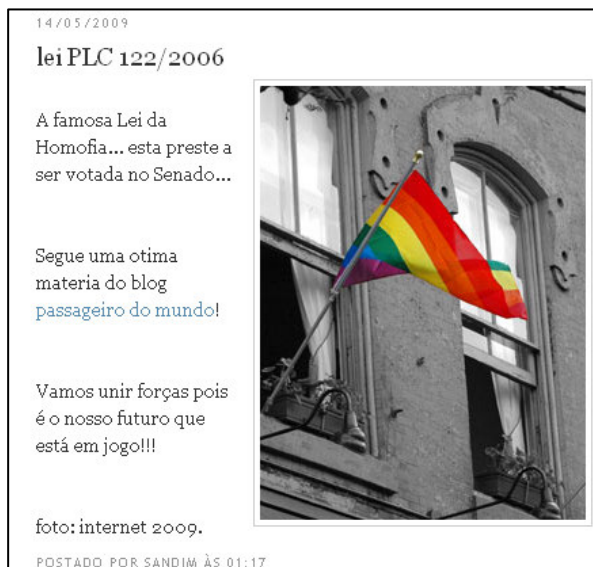 14/05/2009
lei PLC 122/2006
A famosa Lei da
Homofia... esta preste a
ser votada no Senado...
Segue uma otima
materia do blog
passageiro do mundo!
Vamos unir forças pois
é o nosso futuro que
está em jogo!!!
foto: internet 2009.
POSTADO POR SANDIM ÀS 01:17